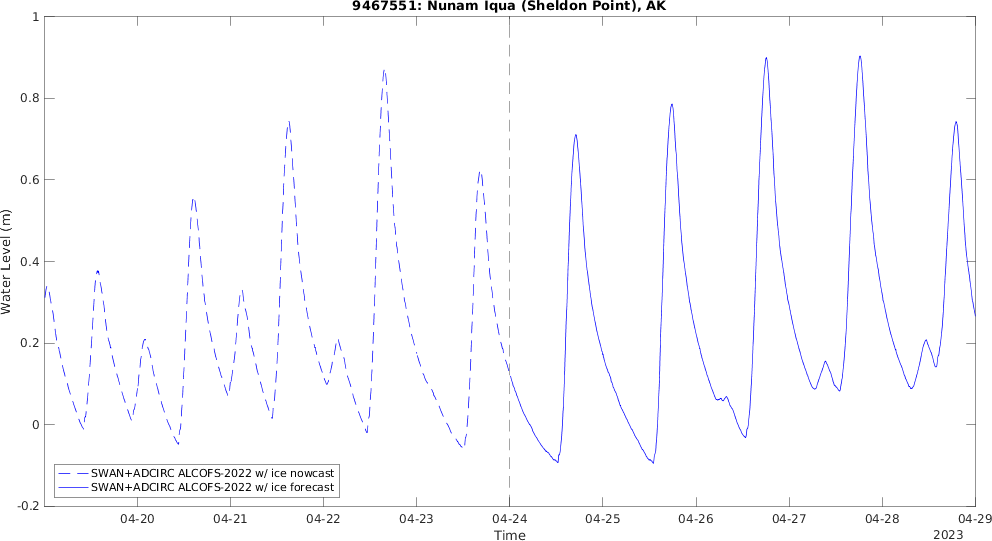 9467551: Nunam Iqua (Sheldon Point), AK
1
0.8
0.6
0.4
0.2
0
-0.2
Water Level (m)
SWAN+ADCIRC ALCOFS-2022 w/ ice nowcast
SWAN+ADCIRC ALCOFS-2022 w/ ice forecast
04-20 04-21 04-22 04-23 04-24 04-25 04-26 04-27 04-28 04-29
Time
2023